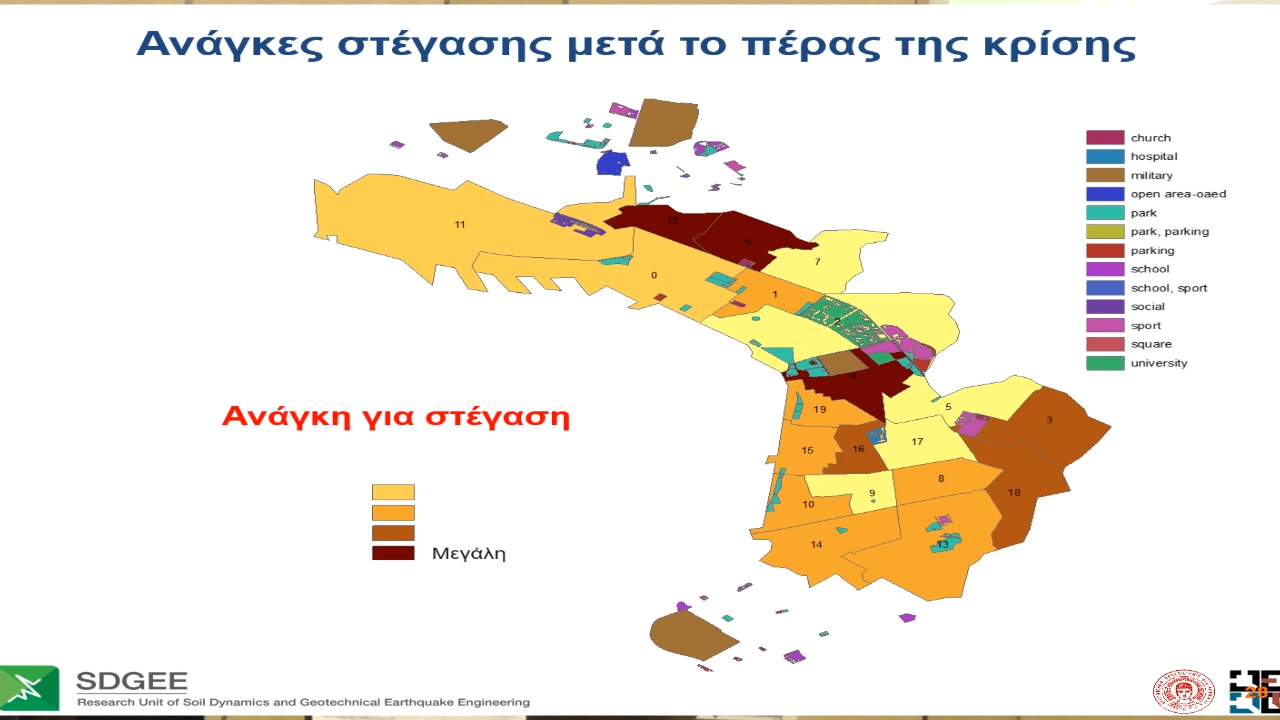 Ανάγκες στέγασης μετά το πέρας της κρίσης
church
hospital
military
open area-oaed
park
park, parking
parking
school
school, sport
social
sport
square
university
11
12
6
7
0
1
2
4
5
3
19
15
16
17
18
8
9
10
14
13
Ανάγκη για στέγαση
Μεγάλη
SDGEE
Research Unit of Soil Dynamics and Geotechnical Earthquake Engineering
28